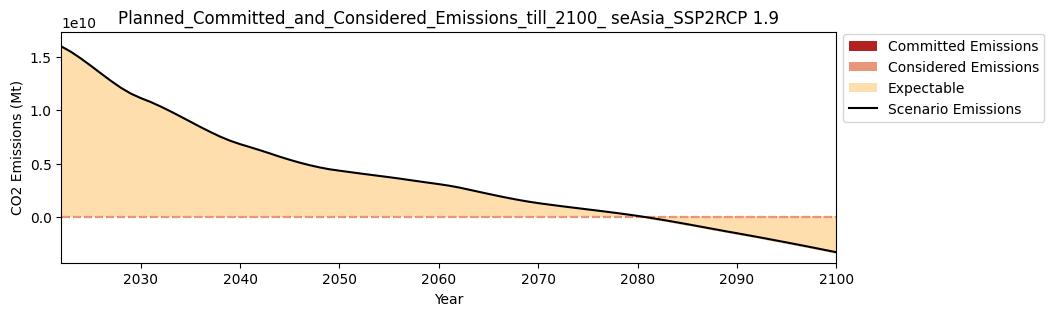 Planned_Committed_and_Considered_Emissions_till_2100_ seAsia_SSP2RCP 1.9
1e10
1.5
1.0
0.5
0.0
CO2 Emissions (Mt)
2030 2040 2050 2060 2070 2080 2090 2100
Year
Committed Emissions
Considered Emissions
Expectable
Scenario Emissions